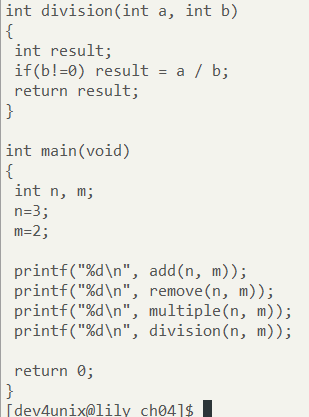 int division(int a, int b)
{
 int result;
 if(b!=0) result = a / b;
 return result;
}

int main(void)
{
 int n, m;
 n=3;
 m=2;

 printf("%d\n", add(n, m));
 printf("%d\n", remove(n, m));
 printf("%d\n", multiple(n, m));
 printf("%d\n", division(n, m));

 return 0;
}
[dev4unix@lily ch04]$